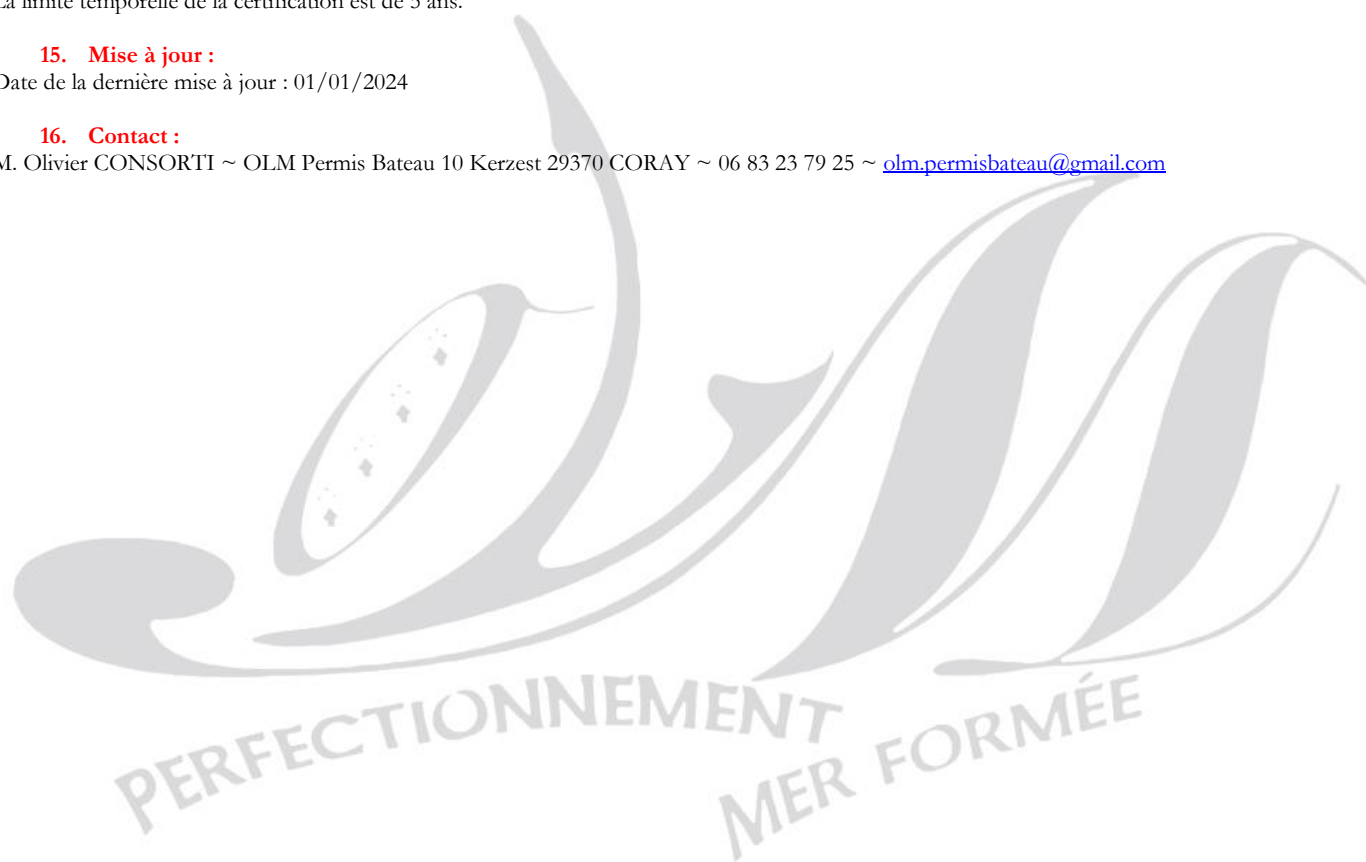 La limite temporelle de la certification est de 5 ans.
15. Mise à jour :
Date de la dernière mise à jour : 01/01/2024
16. Contact :
M. Olivier CONSORTI ~ OLM Permis Bateau 10 Kerzest 29370 CORAY ~ 06 83 23 79 25 ~ olm.permisbateau@gmail.com
PERFECTIONNEMENT
MER FORMÉE